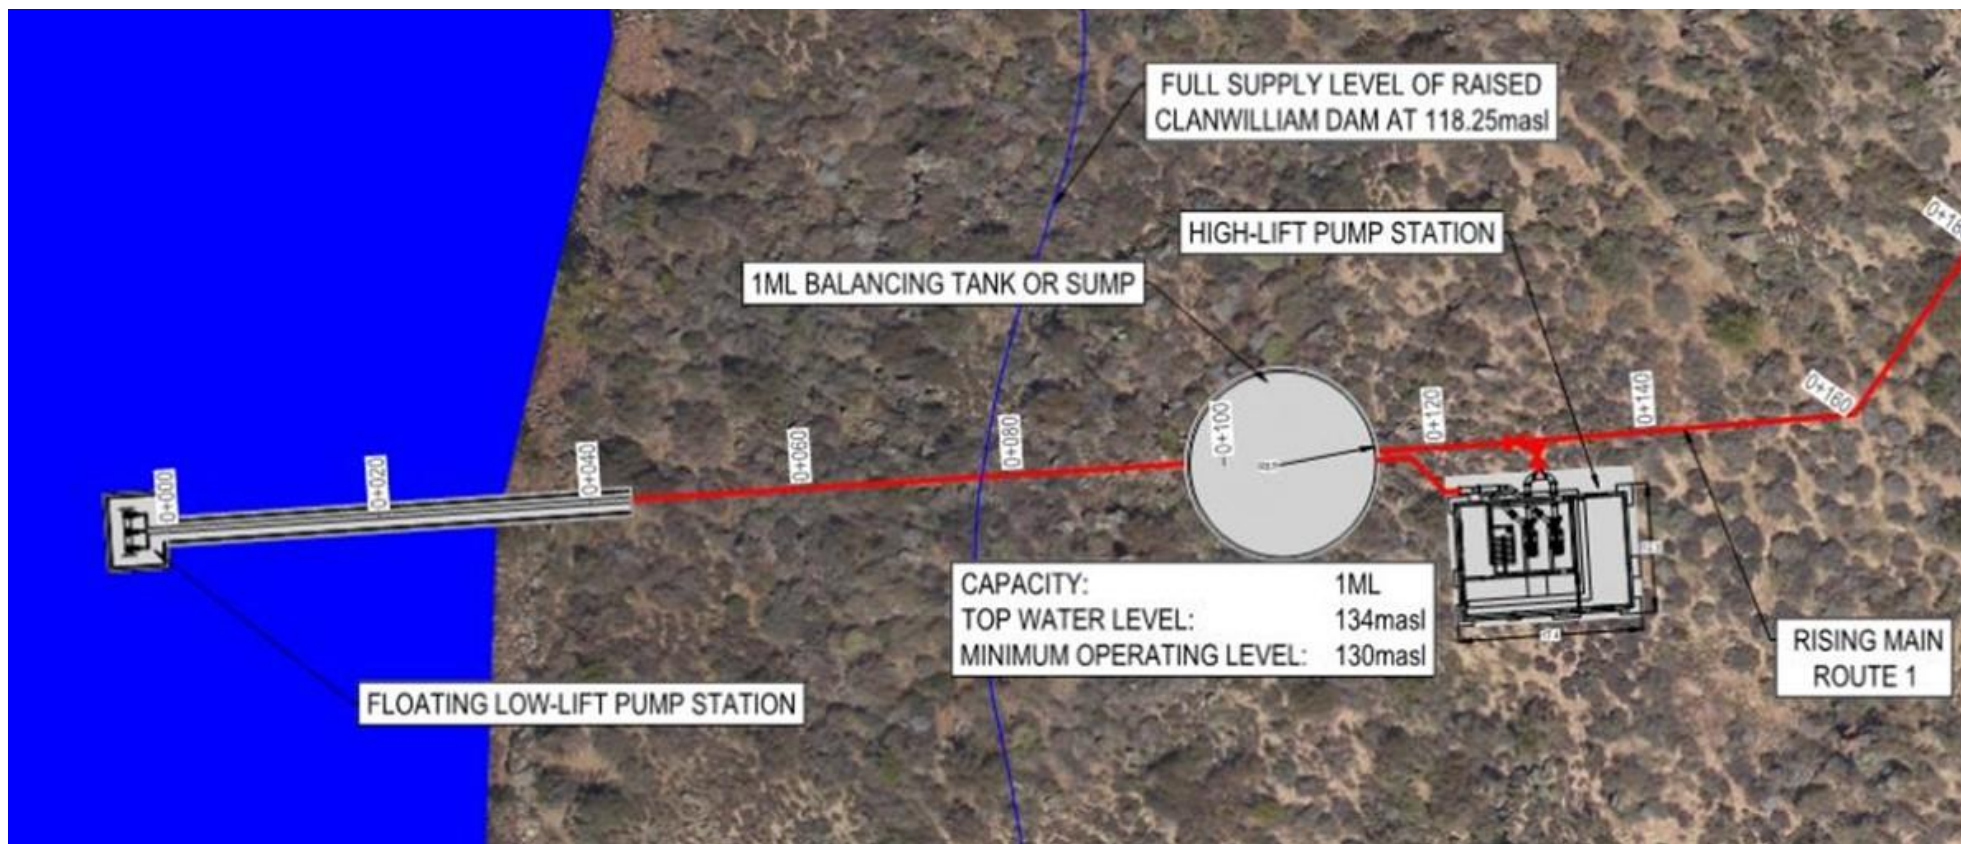 FULL SUPPLY LEVEL OF RAISED
CLANWILLIAM DAM AT 118.25masl
HIGH-LIFT PUMP STATION
1ML BALANCING TANK OR SUMP
0+000
0+020
0+040
0+060
0+080
0+100
0+120
0+140
0+160
CAPACITY: 1ML
TOP WATER LEVEL: 134masl
MINIMUM OPERATING LEVEL: 130masl
FLOATING LOW-LIFT PUMP STATION
RISING MAIN
ROUTE 1